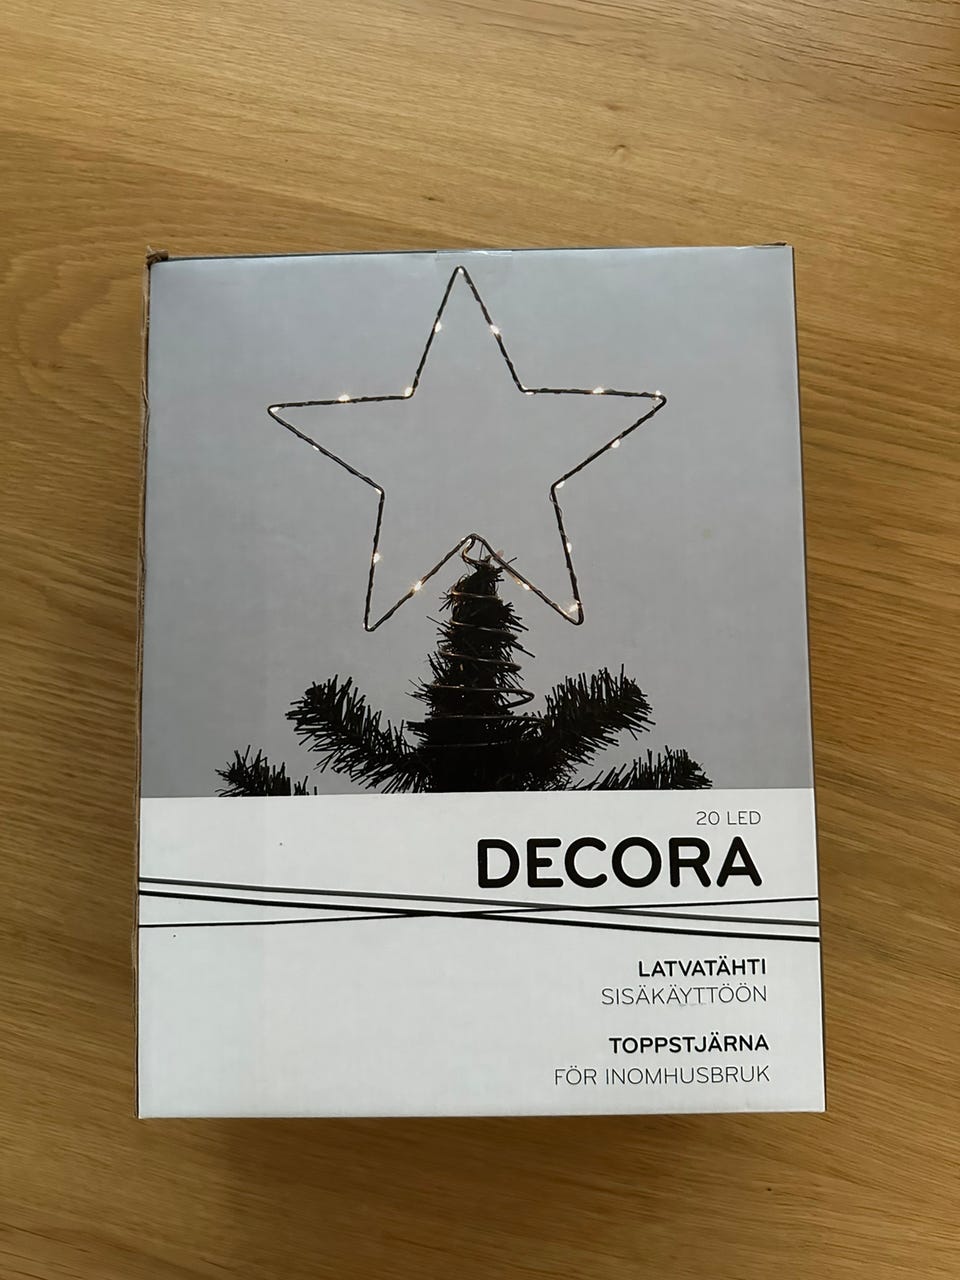 20 LED
DECORA
LATVATÄHTI
SISÄKÄYTTÖÖN
TOPPSTJÄRNA
FÖR INOMHUSBRUK